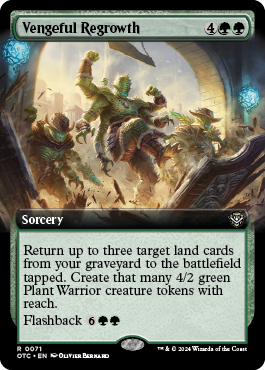 Vengeful Regrowth 4
Sorcery
Return up to three target land cards
from your graveyard to the battlefield
tapped. Create that many 4/2 green
Plant Warrior creature tokens with
reach.
Flashback 6
R 0071
OTC • EN Olivier Bernard
™ & © 2024 Wizards of the Coast